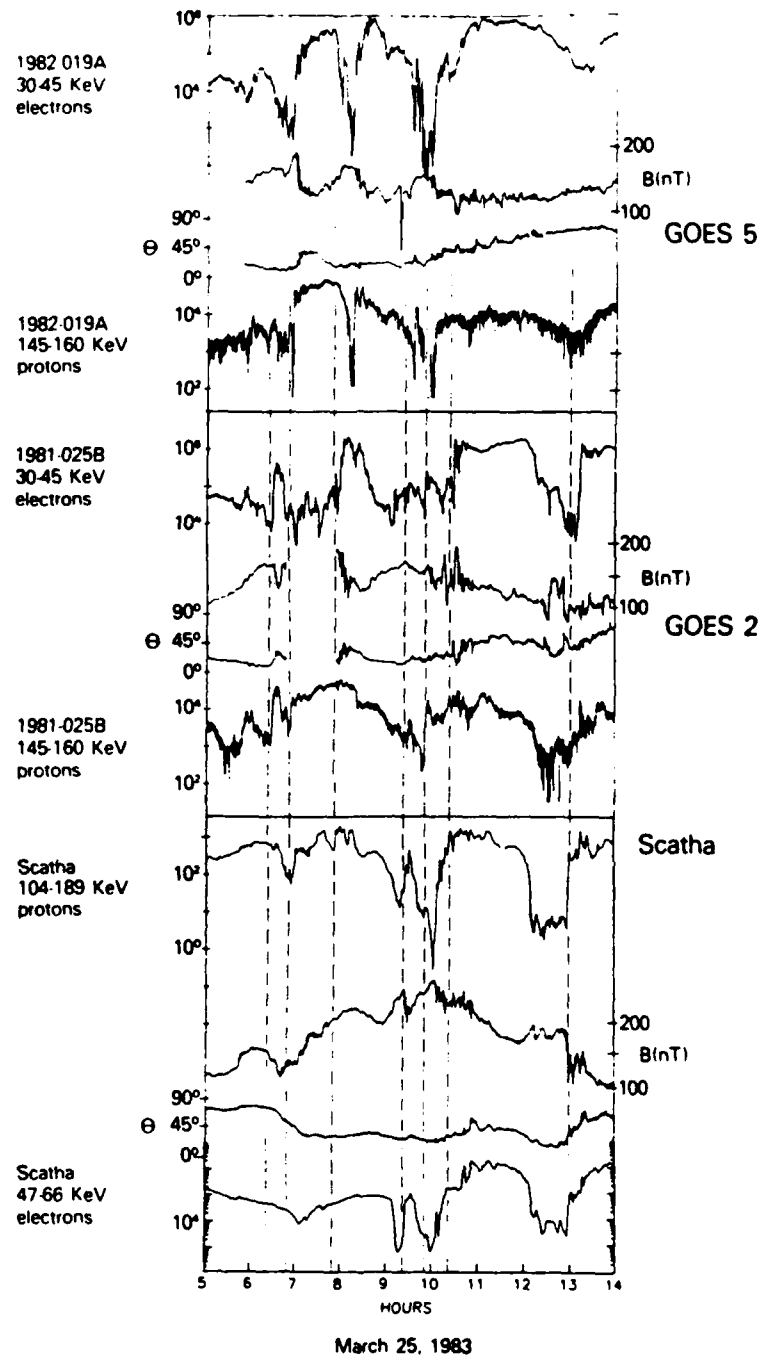 10⁶
1982 019A
30-45 KeV
electrons
10⁴
200
B(nT)
100
90°
GOES 5
Θ 45°
0°
1982-019A
145-160 KeV
protons
10⁴
10²
1981-025B
30-45 KeV
electrons
10⁶
10⁴
200
B(nT)
100
90°
GOES 2
Θ 45°
0°
1981-025B
145-160 KeV
protons
10⁴
10²
Scatha
Scatha
104-189 KeV
protons
10²
10⁰
200
B(nT)
100
90°
Θ 45°
0°
Scatha
47-66 KeV
electrons
10⁴
5 6 7 8 9 10 11 12 13 14
HOURS
March 25, 1983